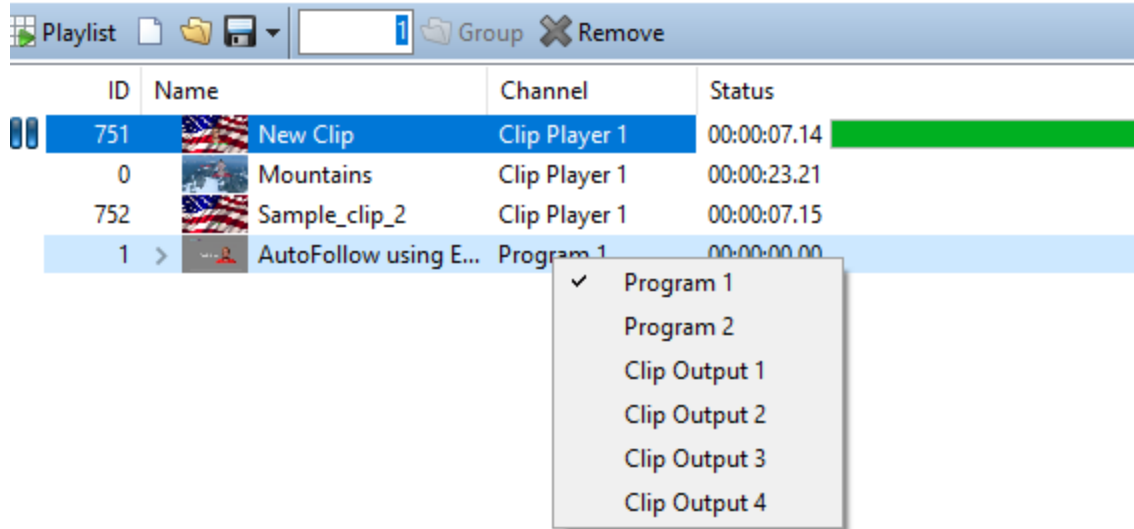 Playlist 1 Group Remove
ID Name Channel Status
751 New Clip Clip Player 1 00:00:07.14
0 Mountains Clip Player 1 00:00:23.21
752 Sample_clip_2 Clip Player 1 00:00:07.15
1 AutoFollow using E... Program 1 00:00:00.00
Program 1
Program 2
Clip Output 1
Clip Output 2
Clip Output 3
Clip Output 4